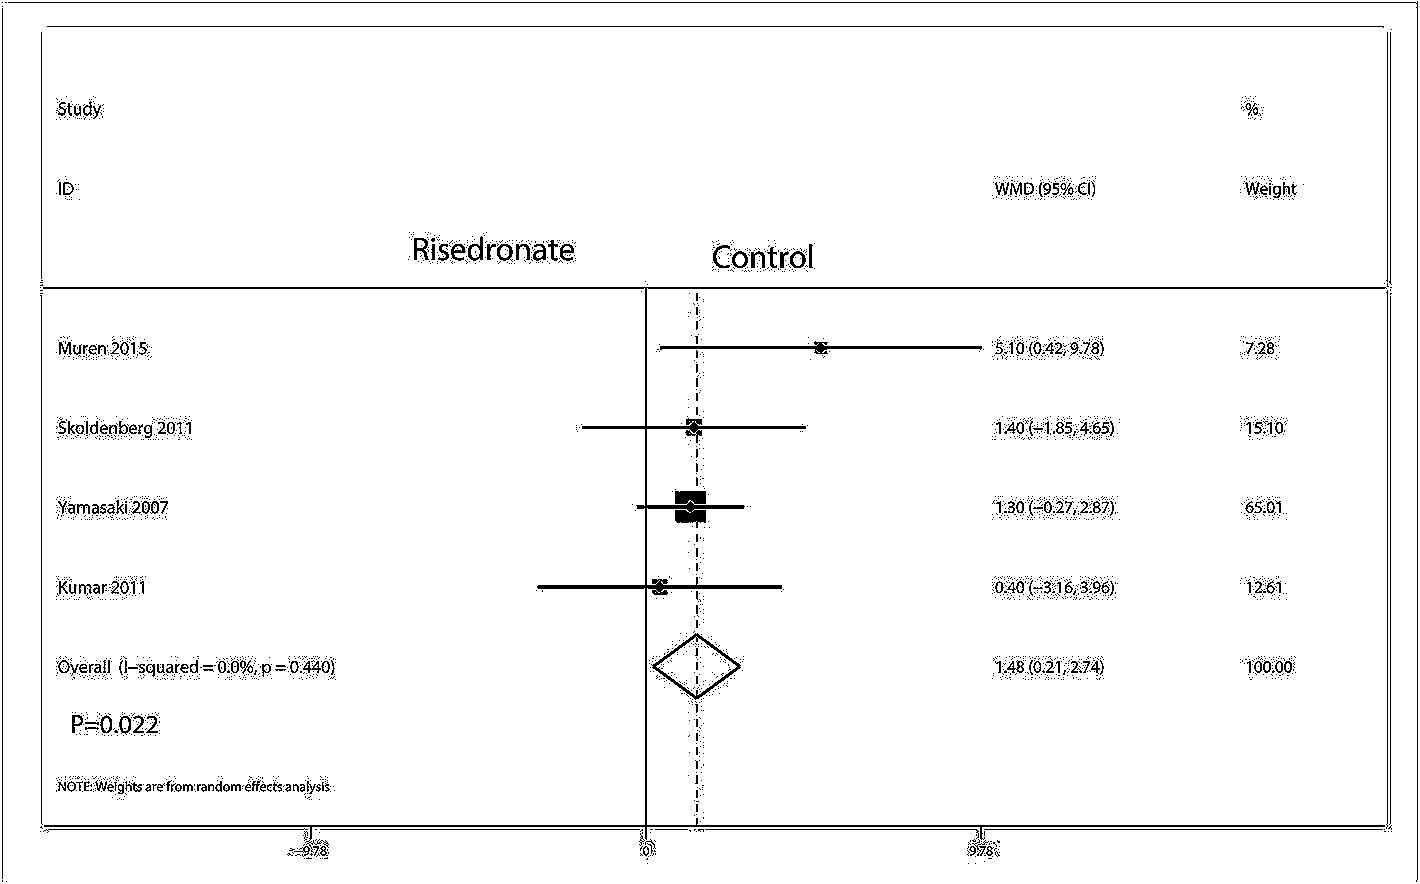 Study %
ID WMD (95% CI) Weight
Risedronate Control
Muren 2015 5.10 (0.42, 9.78) 7.28
Skoldenberg 2011 1.40 (−1.85, 4.65) 15.10
Yamasaki 2007 1.30 (−0.27, 2.87) 65.01
Kumar 2011 0.40 (−3.16, 3.96) 12.61
Overall (I−squared = 0.0%, p = 0.440) 1.48 (0.21, 2.74) 100.00
P=0.022
NOTE: Weights are from random effects analysis
−9.78 0 9.78